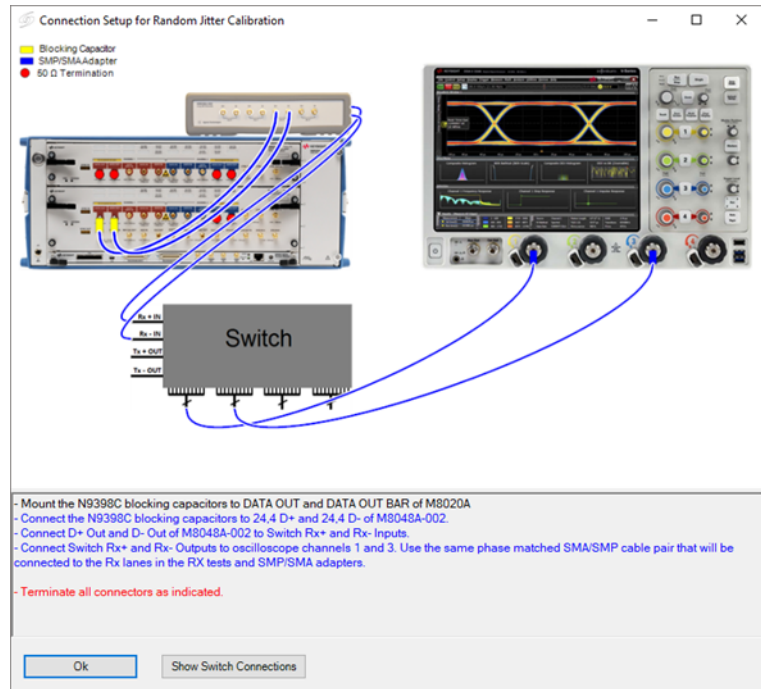 Connection Setup for Random Jitter Calibration
Blocking Capacitor
SMP/SMA Adapter
50 Ω Termination
1
2
3
4
Rx + IN
Rx - IN
Tx + OUT
Tx - OUT
Switch
- Mount the N9398C blocking capacitors to DATA OUT and DATA OUT BAR of M8020A
- Connect the N9398C blocking capacitors to 24,4 D+ and 24,4 D- of M8048A-002.
- Connect D+ Out and D- Out of M8048A-002 to Switch Rx+ and Rx- Inputs.
- Connect Switch Rx+ and Rx- Outputs to oscilloscope channels 1 and 3. Use the same phase matched SMA/SMP cable pair that will be
connected to the Rx lanes in the RX tests and SMP/SMA adapters.
- Terminate all connectors as indicated.
Ok
Show Switch Connections